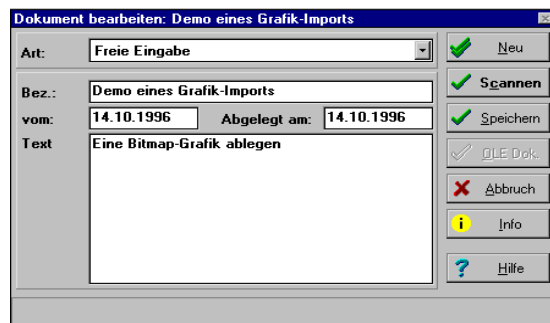 Dokument bearbeiten: Demo eines Grafik-Imports
Art: Freie Eingabe
Bez.: Demo eines Grafik-Imports
vom: 14.10.1996 Abgelegt am: 14.10.1996
Text Eine Bitmap-Grafik ablegen
Neu
Scannen
Speichern
OLE Dok.
Abbruch
Info
Hilfe